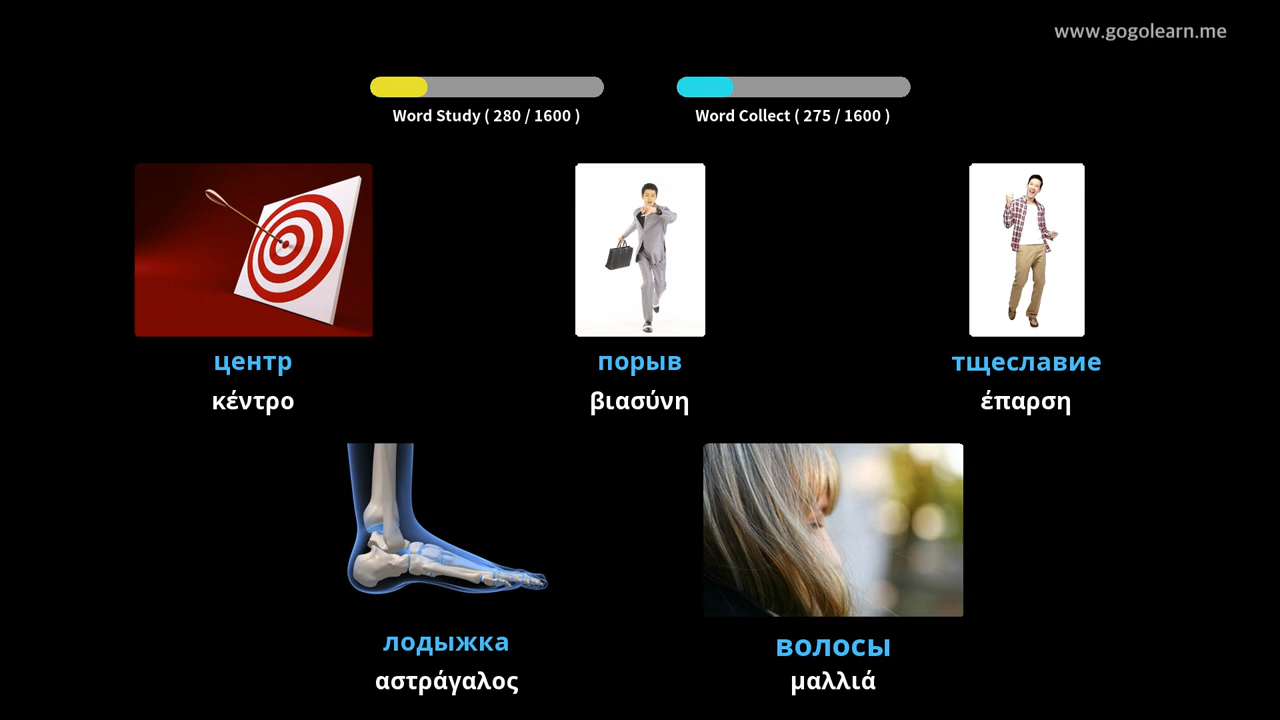 www.gogolearn.me
Word Study ( 280 / 1600 )
Word Collect ( 275 / 1600 )
центр
порыв
тщеславие
κέντρο
βιασύνη
έπαρση
лодыжка
волосы
αστράγαλος
μαλλιά